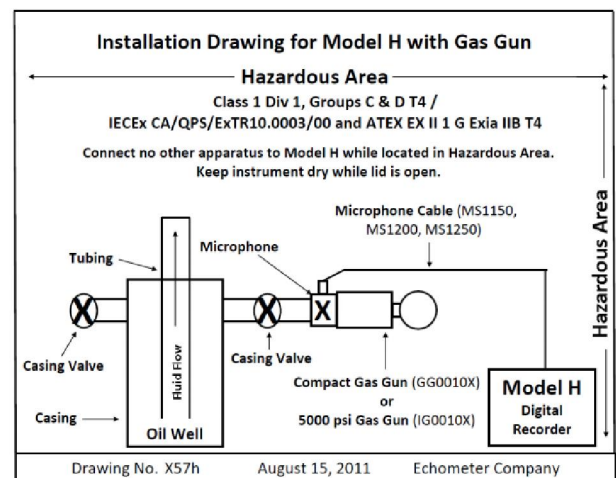 Installation Drawing for Model H with Gas Gun
Hazardous Area
Class 1 Div 1, Groups C & D T4 /
IECEx CA/QPS/ExTR10.0003/00 and ATEX EX II 1 G Exia IIB T4
Connect no other apparatus to Model H while located in Hazardous Area.
Keep instrument dry while lid is open.
Microphone Cable (MS1150,
MS1200, MS1250)
Microphone
Tubing
Hazardous Area
X
X
X
Fluid Flow
Casing Valve
Casing Valve
Casing
Oil Well
Compact Gas Gun (GG0010X)
or
5000 psi Gas Gun (IG0010X)
Model H
Digital
Recorder
Drawing No. X57h
August 15, 2011
Echometer Company